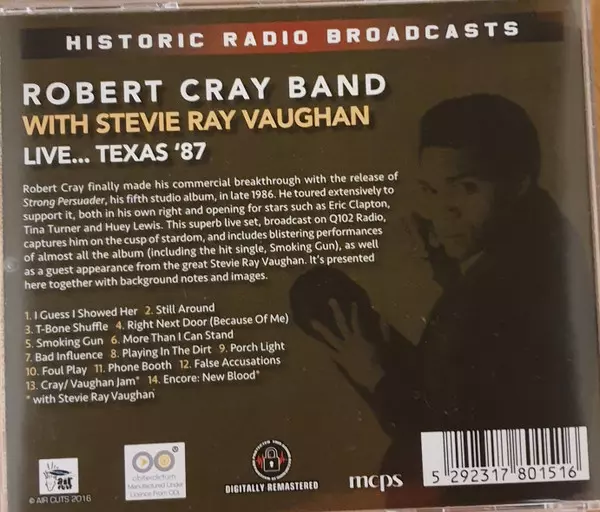 HISTORIC RADIO BROADCASTS
ROBERT CRAY BAND
WITH STEVIE RAY VAUGHAN
LIVE... TEXAS '87
Robert Cray finally made his commercial breakthrough with the release of
Strong Persuader, his fifth studio album, in late 1986. He toured extensively to
support it, both in his own right and opening for stars such as Eric Clapton,
Tina Turner and Huey Lewis. This superb live set, broadcast on Q102 Radio,
captures him on the cusp of stardom, and includes blistering performances
of almost all the album (including the hit single, Smoking Gun), as well
as a guest appearance from the great Stevie Ray Vaughan. It's presented
here together with background notes and images.
1. I Guess I Showed Her 2. Still Around
3. T-Bone Shuffle 4. Right Next Door (Because Of Me)
5. Smoking Gun 6. More Than I Can Stand
7. Bad Influence 8. Playing In The Dirt 9. Porch Light
10. Foul Play 11. Phone Booth 12. False Accusations
13. Cray/ Vaughan Jam* 14. Encore: New Blood*
* with Stevie Ray Vaughan
air
© AIR CUTS 2016
obiterdictum
Manufactured Under
Licence From ODL
DIGITALLY REMASTERED
mcps
5 292317 801516